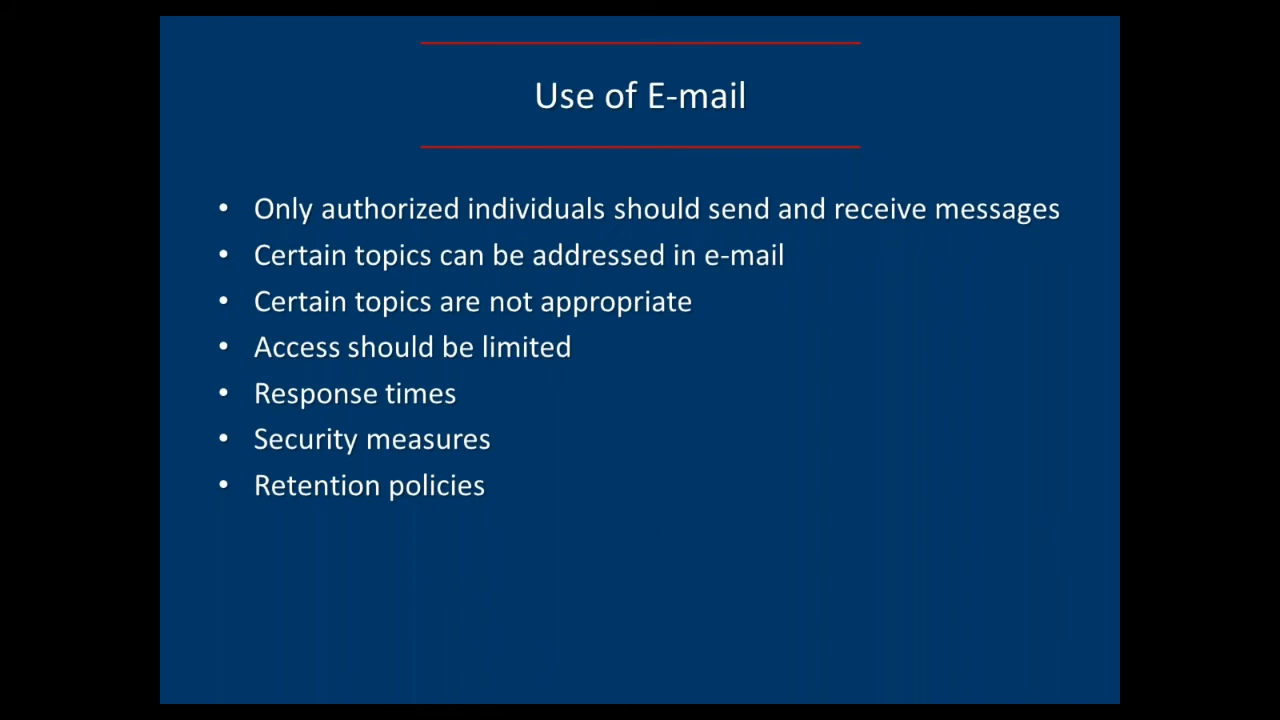 Use of E-mail
• Only authorized individuals should send and receive messages
• Certain topics can be addressed in e-mail
• Certain topics are not appropriate
• Access should be limited
• Response times
• Security measures
• Retention policies